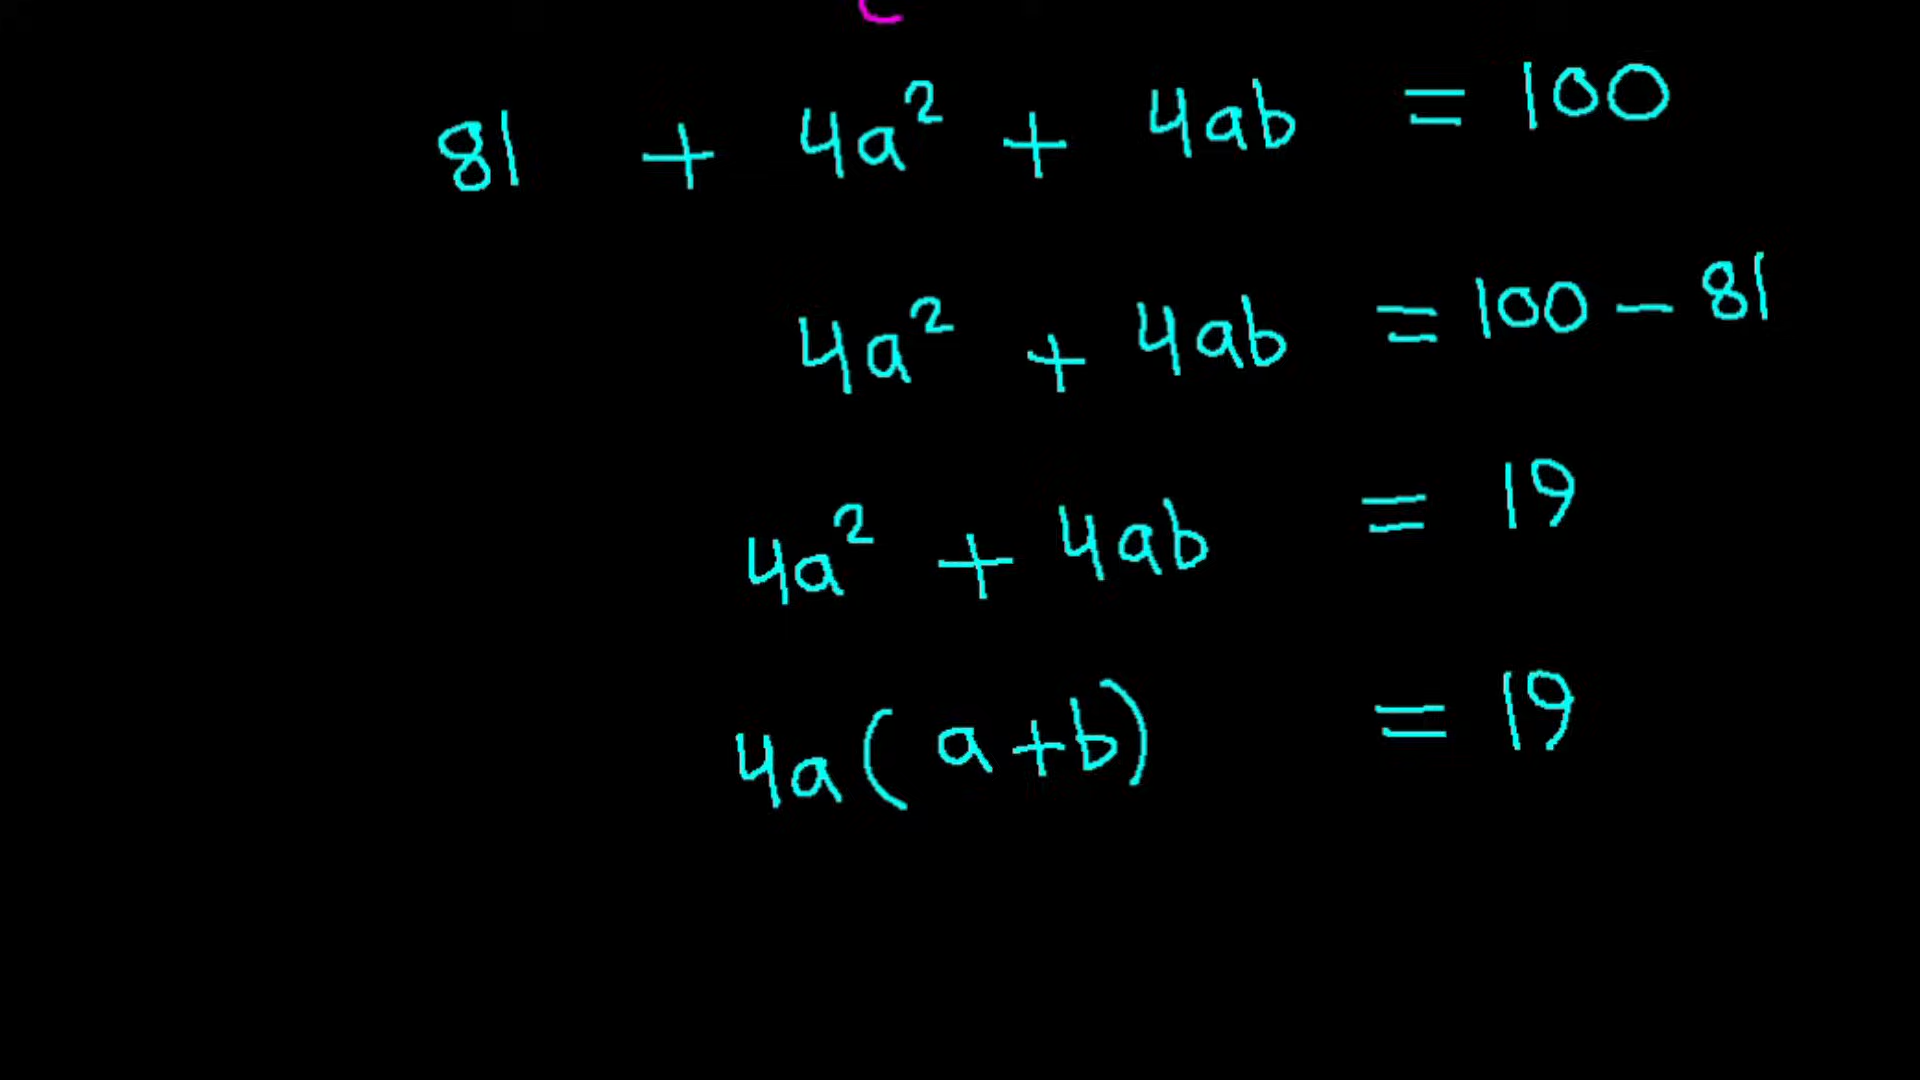 81 + 4a² + 4ab = 100
4a² + 4ab = 100 - 81
4a² + 4ab = 19
4a(a+b) = 19